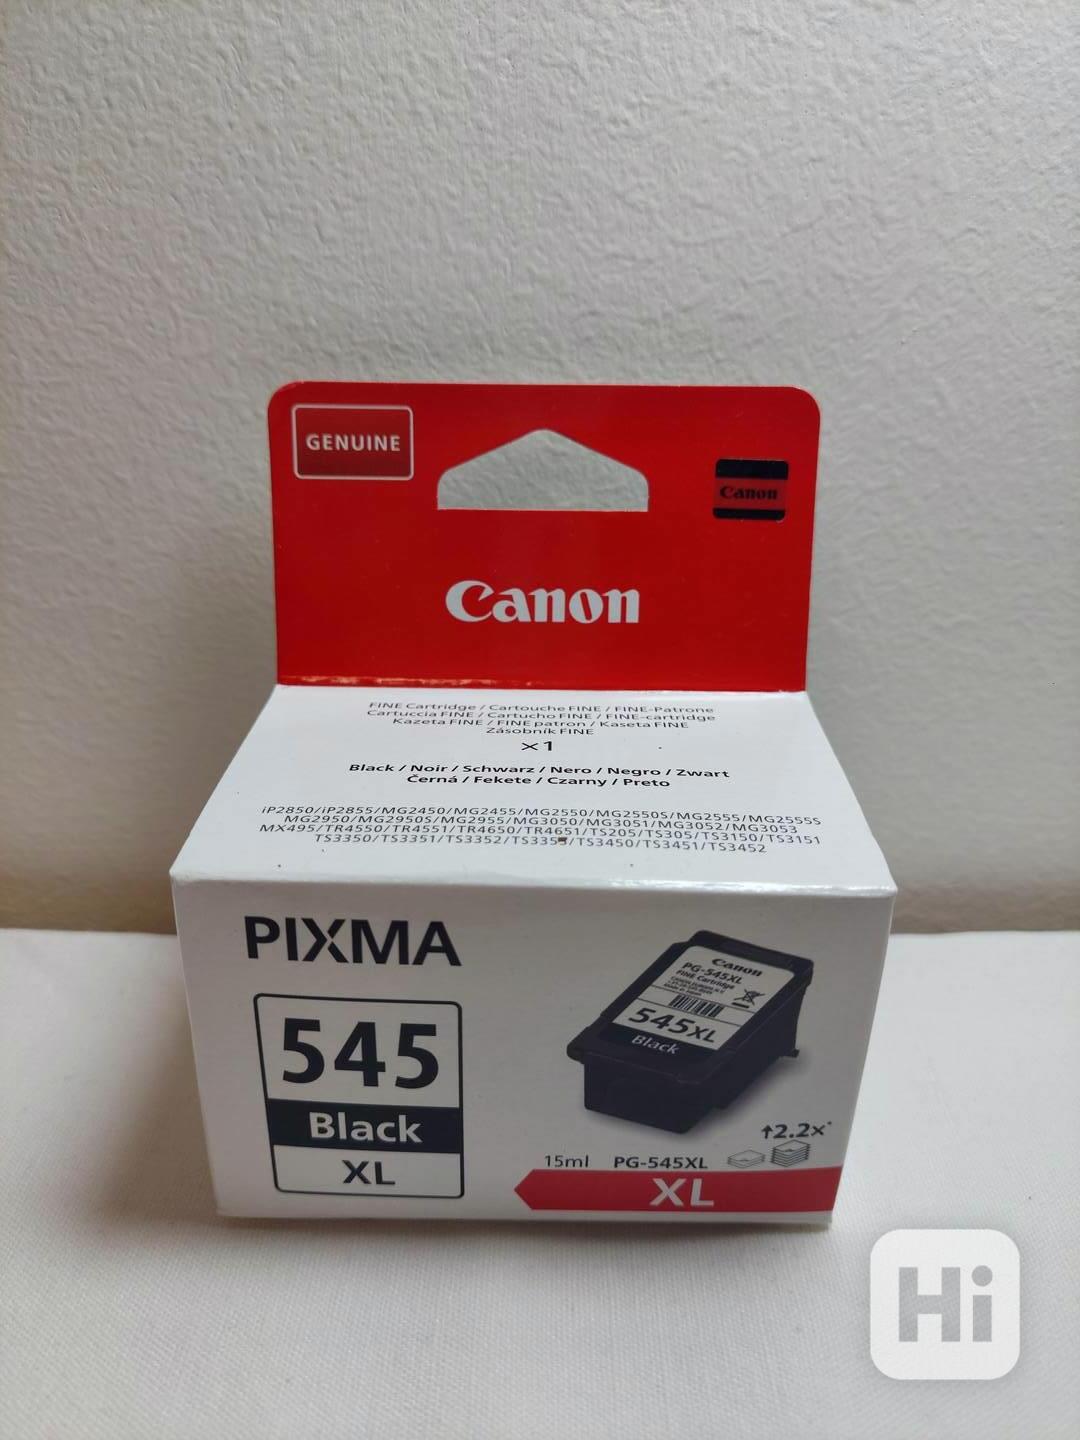 GENUINE
Canon
Canon
FINE Cartridge / Cartouche FINE / FINE-Patrone
Cartuccia FINE / Cartucho FINE / FINE-cartridge
Kazeta FINE / FINE patron / Kaseta FINE
Zásobník FINE
×1
Black / Noir / Schwarz / Nero / Negro / Zwart
Černá / Fekete / Czarny / Preto
iP2850/iP2855/MG2450/MG2455/MG2550/MG2550S/MG2555/MG2555S
MG2950/MG2950S/MG2955/MG3050/MG3051/MG3052/MG3053
MX495/TR4550/TR4551/TR4650/TR4651/TS205/TS305/TS3150/TS3151
TS3350/TS3351/TS3352/TS3353/TS3450/TS3451/TS3452
PIXMA
545
Black
XL
Canon
PG-545XL
FINE Cartridge
545XL
Black
↑2.2x*
15ml PG-545XL
XL
Hi